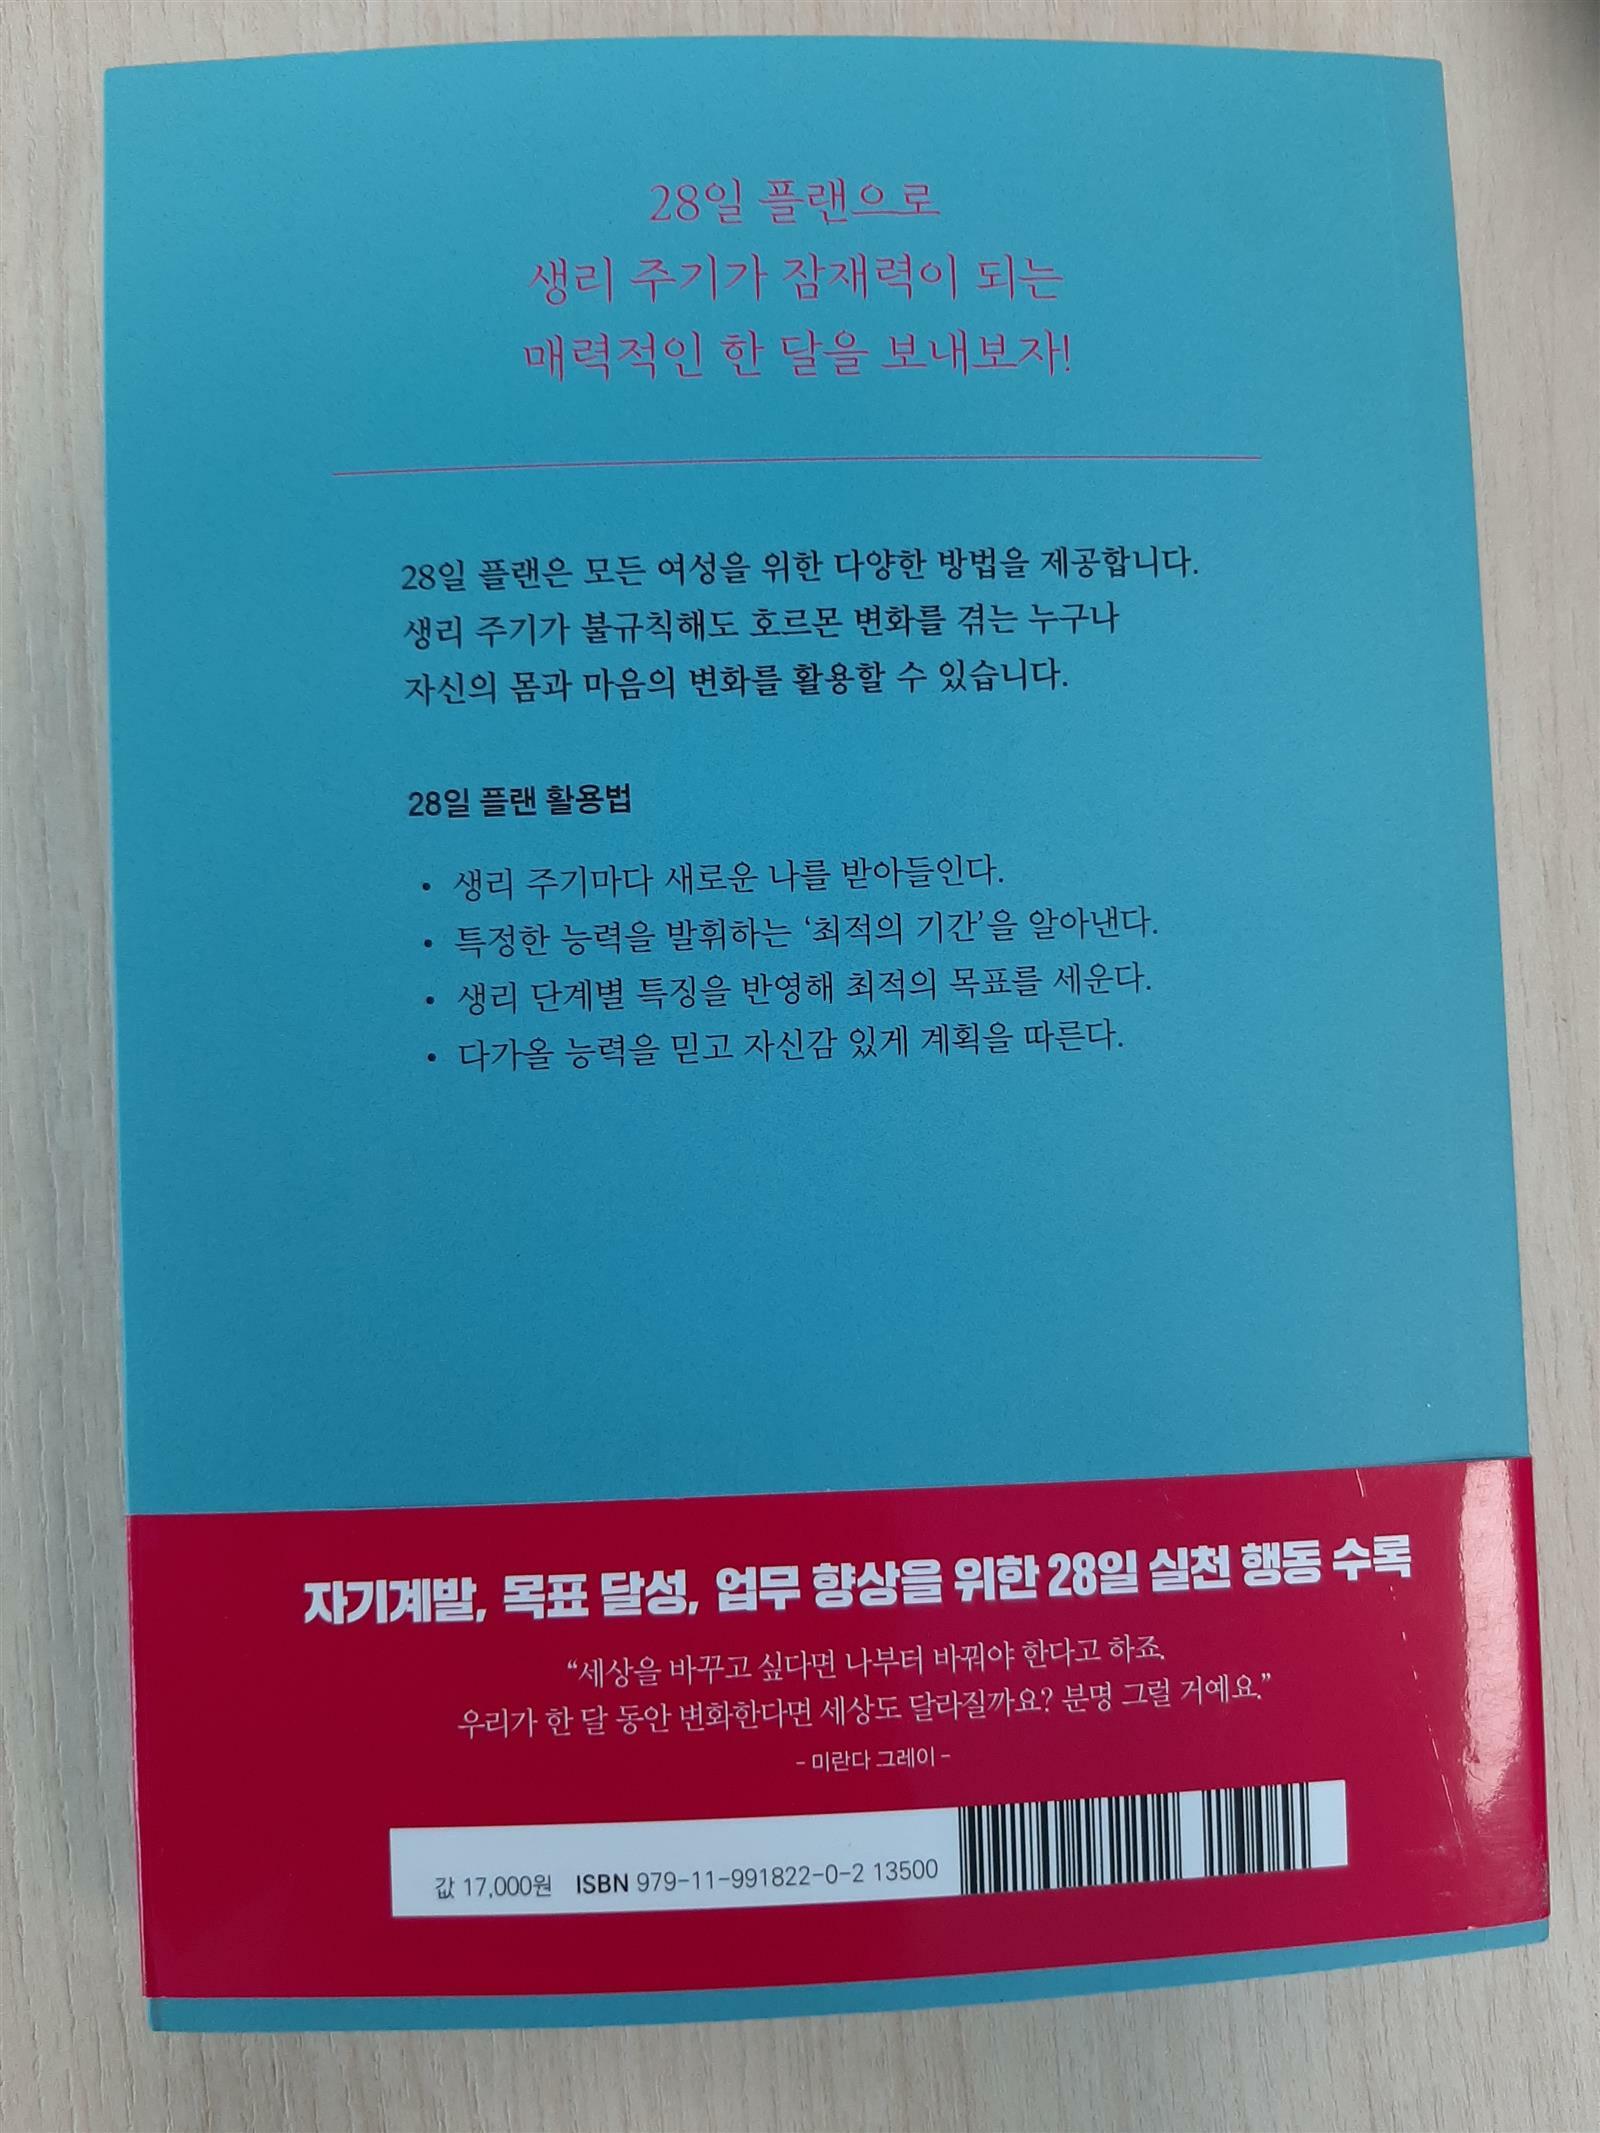 28일 플랜으로
생리 주기가 잠재력이 되는
매력적인 한 달을 보내보자!
28일 플랜은 모든 여성을 위한 다양한 방법을 제공합니다.
생리 주기가 불규칙해도 호르몬 변화를 겪는 누구나
자신의 몸과 마음의 변화를 활용할 수 있습니다.
28일 플랜 활용법
• 생리 주기마다 새로운 나를 받아들인다.
• 특정한 능력을 발휘하는 ‘최적의 기간’을 알아낸다.
• 생리 단계별 특징을 반영해 최적의 목표를 세운다.
• 다가올 능력을 믿고 자신감 있게 계획을 따른다.
자기계발, 목표 달성, 업무 향상을 위한 28일 실천 행동 수록
“세상을 바꾸고 싶다면 나부터 바꿔야 한다고 하죠.
우리가 한 달 동안 변화한다면 세상도 달라질까요? 분명 그럴 거예요.”
- 미란다 그레이 -
값 17,000원 ISBN 979-11-991822-0-2 13500